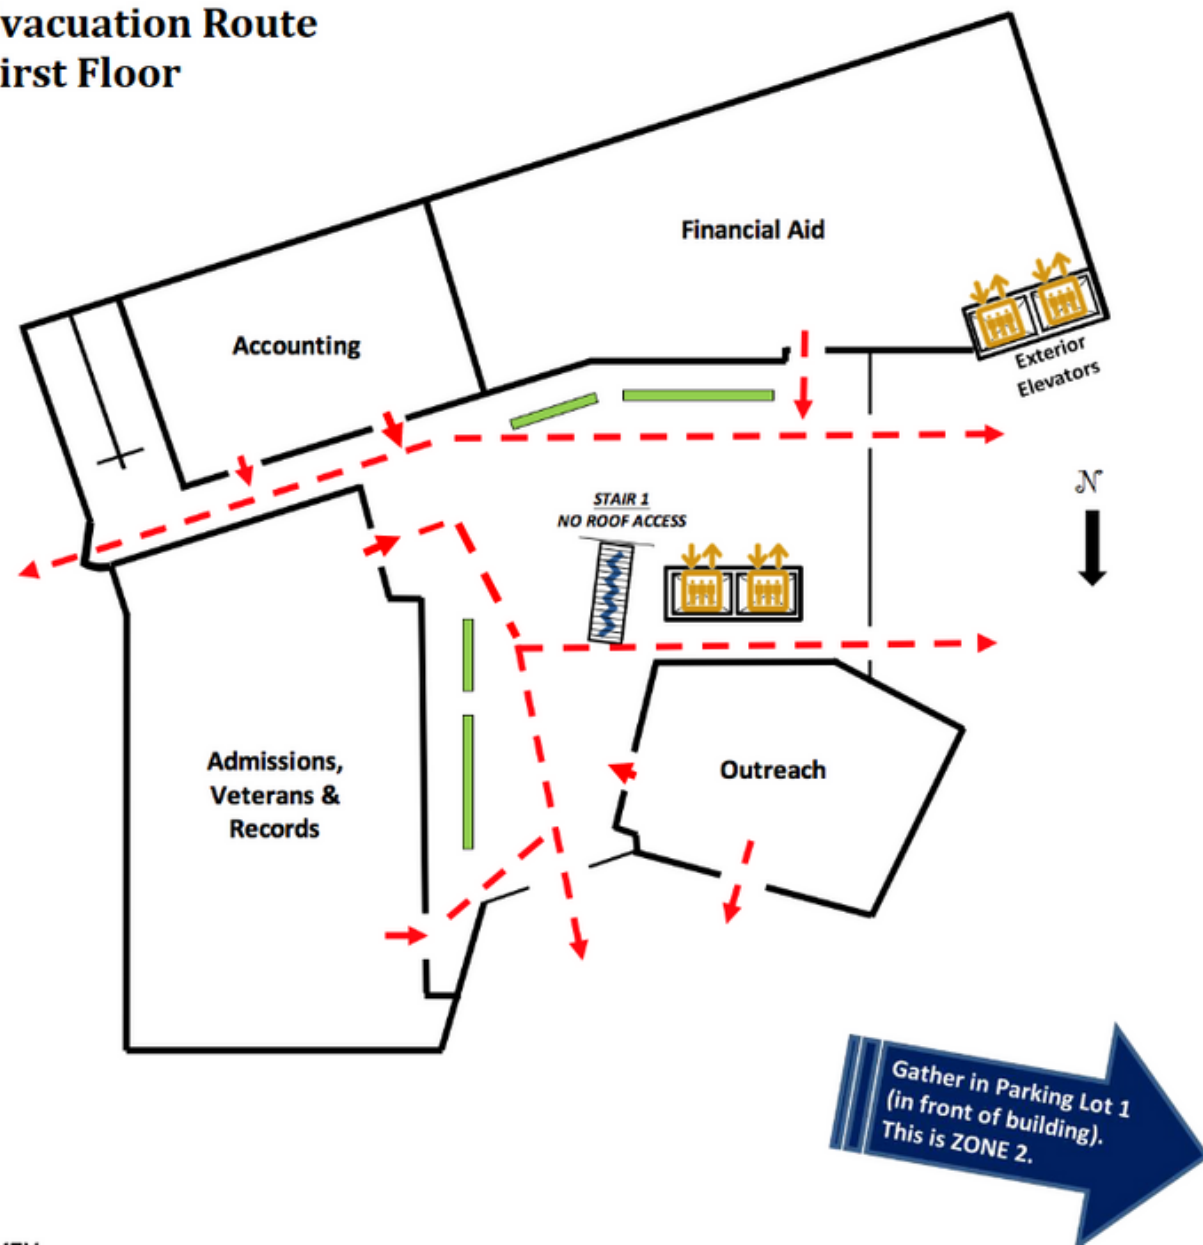 vacuation Route
irst Floor
Financial Aid
Accounting
Exterior
Elevators
N
STAIR 1
NO ROOF ACCESS
Admissions,
Veterans &
Records
Outreach
Gather in Parking Lot 1
(in front of building).
This is ZONE 2.